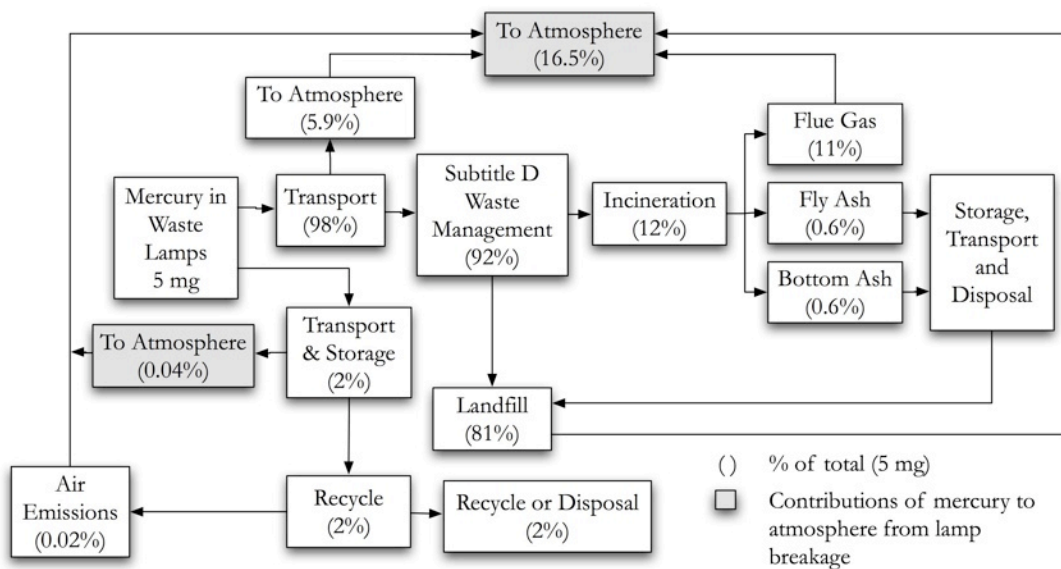 To Atmosphere
(16.5%)
To Atmosphere
(5.9%)
Flue Gas
(11%)
Mercury in
Waste
Lamps
5 mg
Transport
(98%)
Subtitle D
Waste
Management
(92%)
Incineration
(12%)
Fly Ash
(0.6%)
Bottom Ash
(0.6%)
Storage,
Transport
and
Disposal
To Atmosphere
(0.04%)
Transport
& Storage
(2%)
Landfill
(81%)
Air
Emissions
(0.02%)
Recycle
(2%)
Recycle or Disposal
(2%)
() % of total (5 mg)
Contributions of mercury to
atmosphere from lamp
breakage